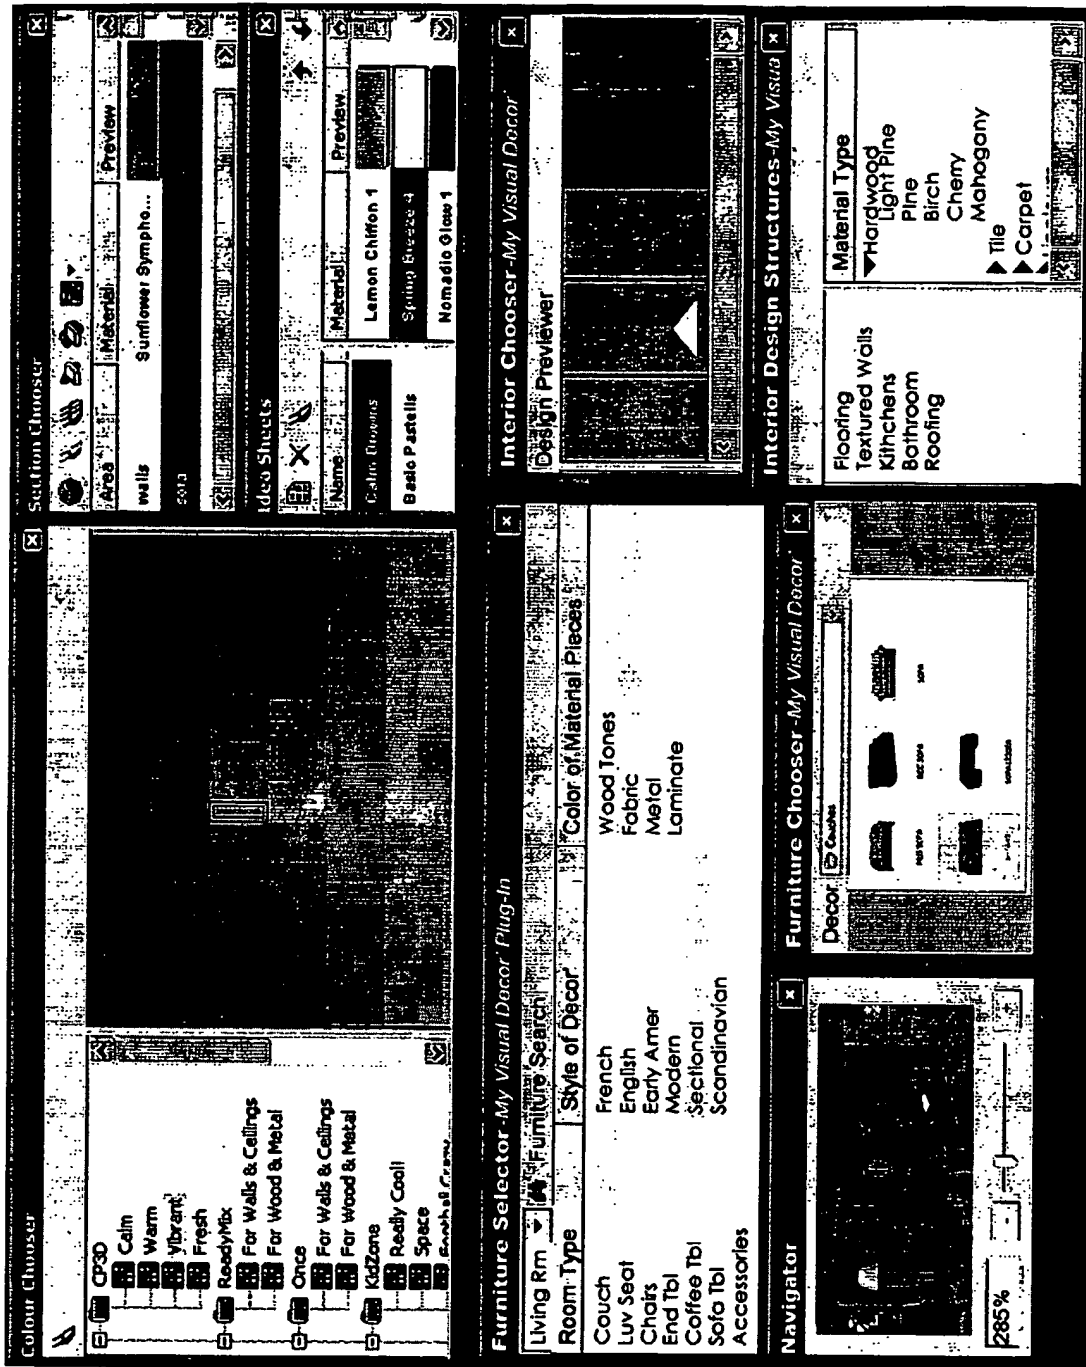 Colour Chooser
CP3D
Calm
Warm
Vibrant
Fresh
ReadyMix
For Walls & Ceilings
For Wood & Metal
Once
For Walls & Ceilings
For Wood & Metal
KidZone
Really Cool!
Space
Section Chooser
Area
Material
Preview
walls
Sunflower Sympho...
sofa
Idea Sheets
Name
Material
Preview
Calm Browns
Lemon Chiffon 1
Basic Pastells
Spring Breeze 4
Nomadic Glow 1
Furniture Selector-My Visual Decor Plug-In
Living Rm
Furniture Search
Room Type
Style of Decor
Color of Material Pieces
Couch
Luv Seat
Chairs
End Tbl
Coffee Tbl
Sofa Tbl
Accessories
French
English
Early Amer
Modern
Sectional
Scandinavian
Wood Tones
Fabric
Metal
Laminate
Interior Chooser-My Visual Decor
Design Previewer
Navigator
285%
Furniture Chooser-My Visual Decor
Decor
Couches
Interior Design Structures-My Visua
Flooring
Textured Walls
Kithchens
Bathroom
Roofing
Material Type
Hardwood
Light Pine
Pine
Birch
Cherry
Mahogany
Tile
Carpet